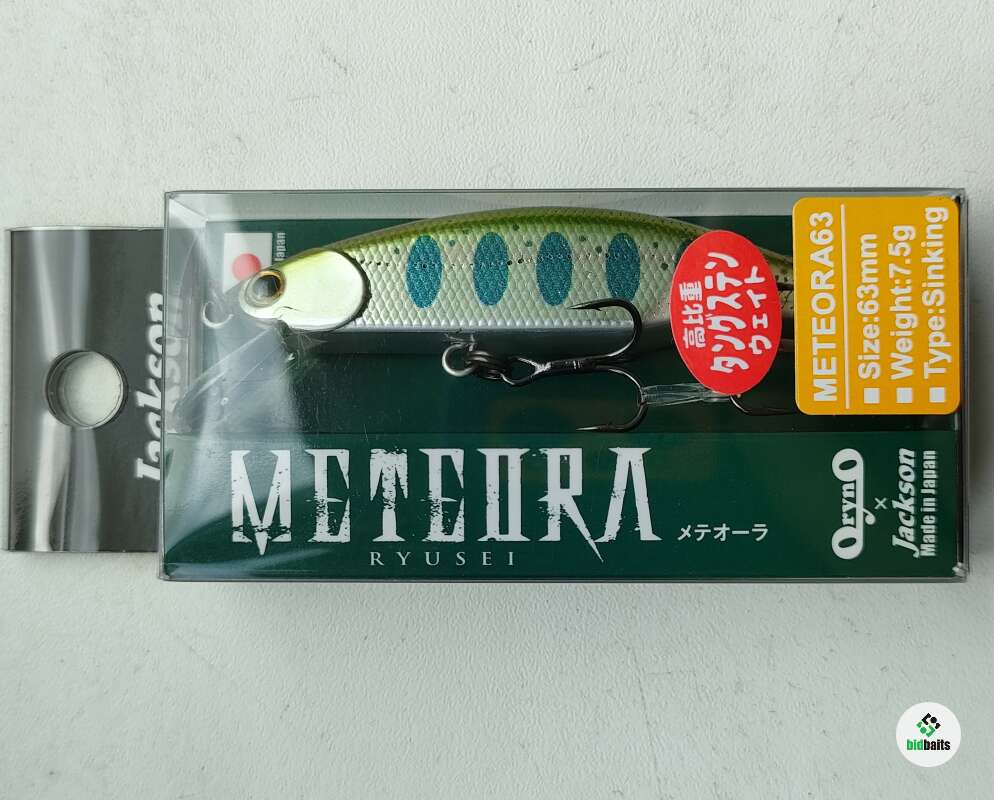 Jackson
Japan
高比重
タングステン
ウェイト
METEORA63
■ Size:63mm
■ Weight:7.5g
■ Type:Sinking
METEORA
メテオーラ
RYUSEI
OrynO
×
Jackson
Made in Japan
bidbaits